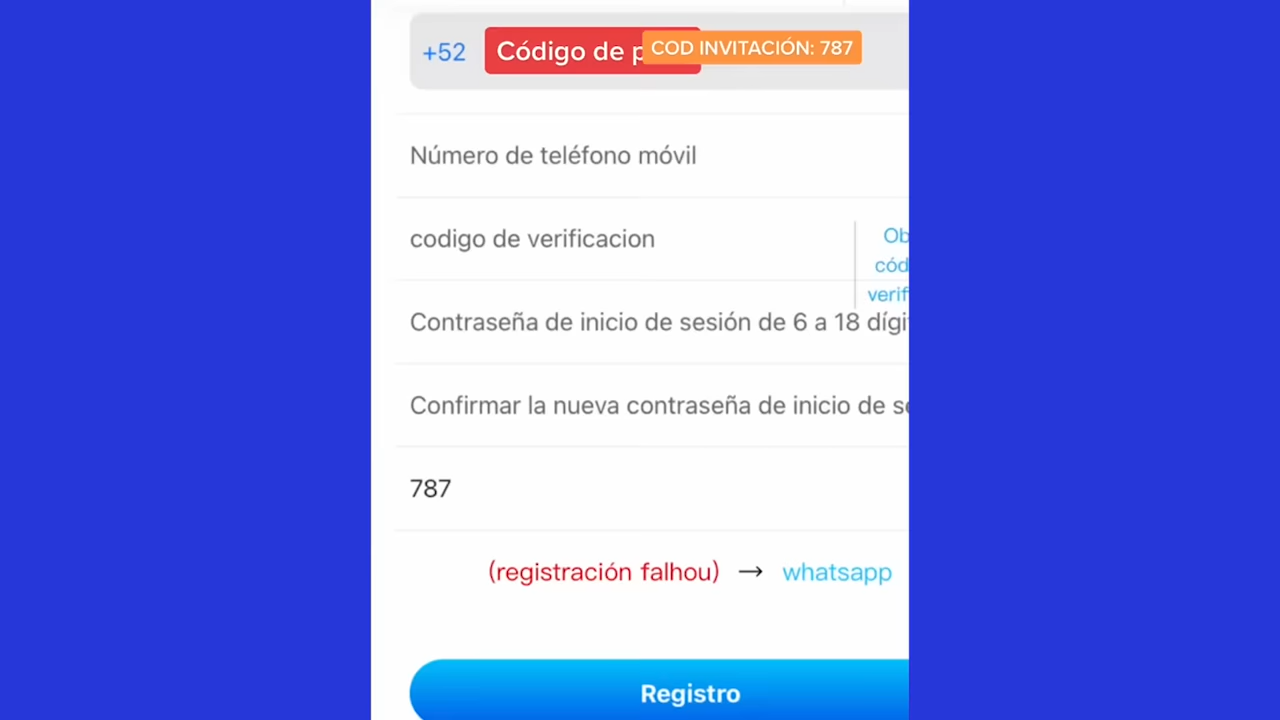 +52
Código de
COD INVITACIÓN: 787
Número de teléfono móvil
codigo de verificacion
Contraseña de inicio de sesión de 6 a 18
Confirmar la nueva contraseña de inicio de
787
(registración falhou) → whatsapp
Registro